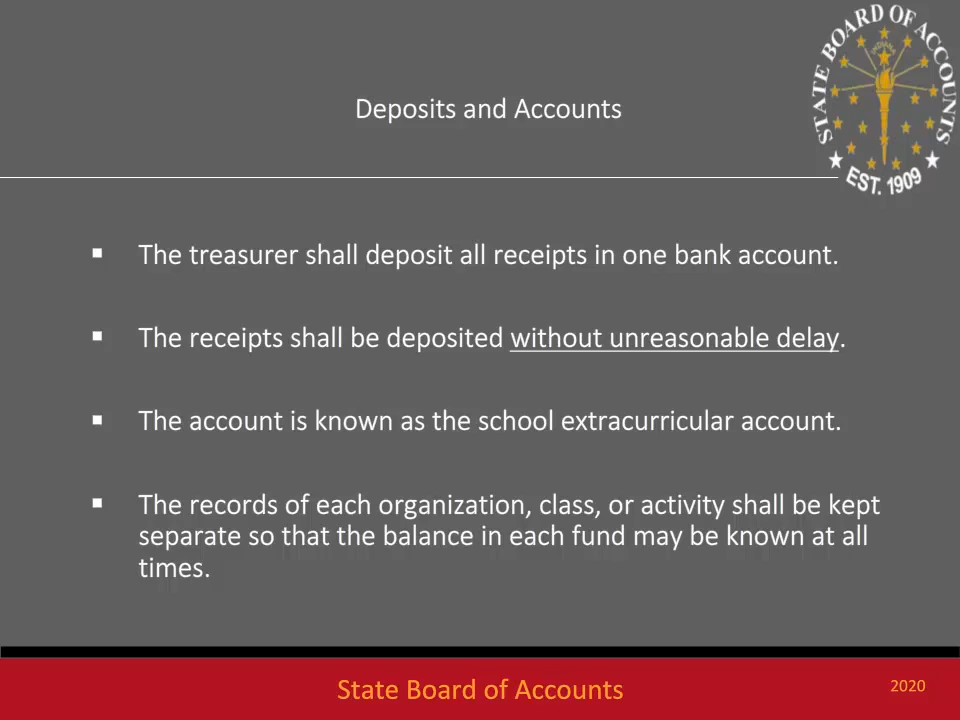 STATE BOARD OF ACCOUNTS
INDIANA
EST. 1909
Deposits and Accounts
▪ The treasurer shall deposit all receipts in one bank account.
▪ The receipts shall be deposited without unreasonable delay.
▪ The account is known as the school extracurricular account.
▪ The records of each organization, class, or activity shall be kept
separate so that the balance in each fund may be known at all
times.
State Board of Accounts
2020